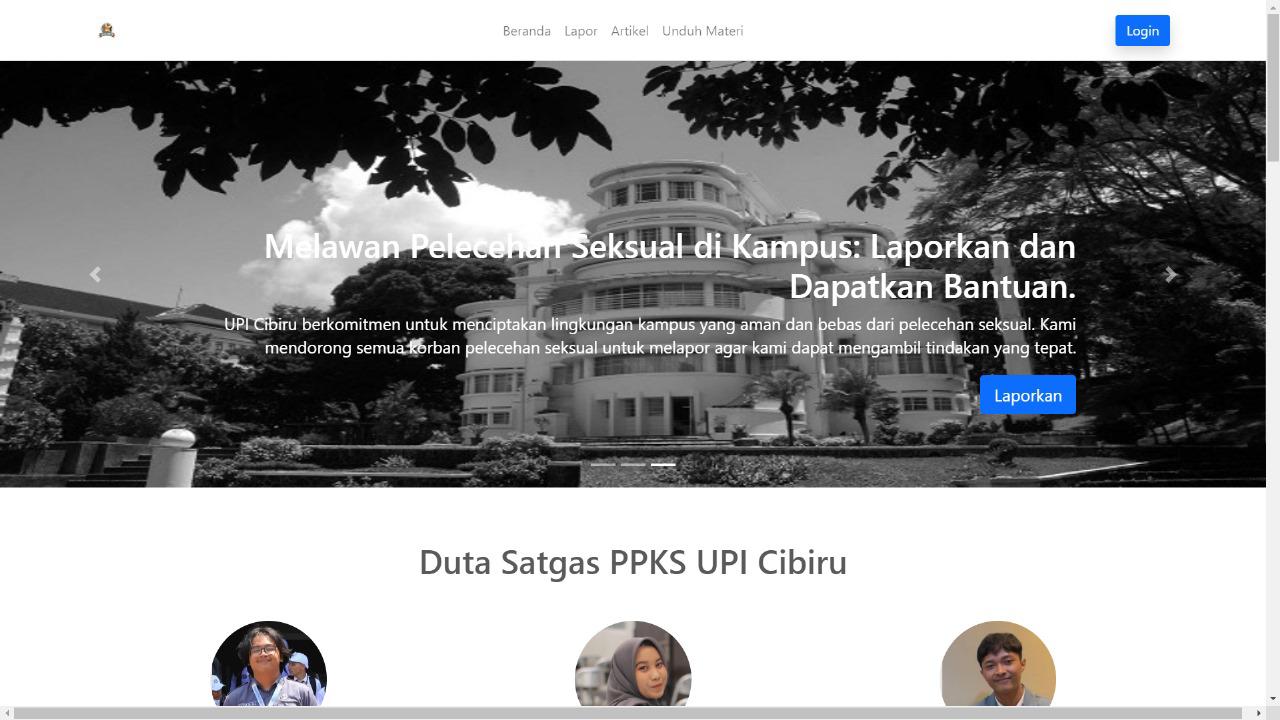 Beranda Lapor Artikel Unduh Materi
Login
Melawan Pelecehan Seksual di Kampus: Laporkan dan
Dapatkan Bantuan.
UPI Cibiru berkomitmen untuk menciptakan lingkungan kampus yang aman dan bebas dari pelecehan seksual. Kami
mendorong semua korban pelecehan seksual untuk melapor agar kami dapat mengambil tindakan yang tepat.
Laporkan
Duta Satgas PPKS UPI Cibiru